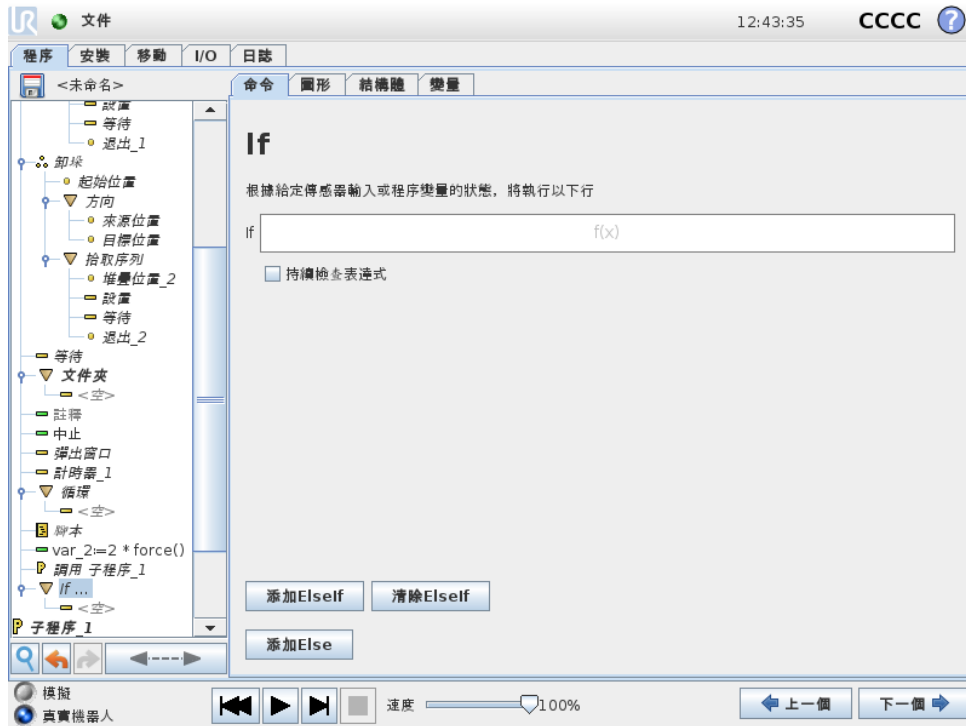 UR 文件 12:43:35 CCCC ?
程序 安裝 移動 I/O 日誌
<未命名>
命令 圖形 結構體 變量
設置
等待
退出_1
卸垛
起始位置
方向
來源位置
目標位置
拾取序列
堆疊位置_2
設置
等待
退出_2
等待
文件夾
<空>
註釋
中止
彈出窗口
計時器_1
循環
<空>
腳本
var_2:=2 * force()
調用 子程序_1
If ...
<空>
子程序_1
If
根據給定傳感器輸入或程序變量的狀態，將執行以下行
If f(x)
持續檢查表達式
添加ElseIf 清除ElseIf
添加Else
模擬
真實機器人
速度 100%
上一個 下一個